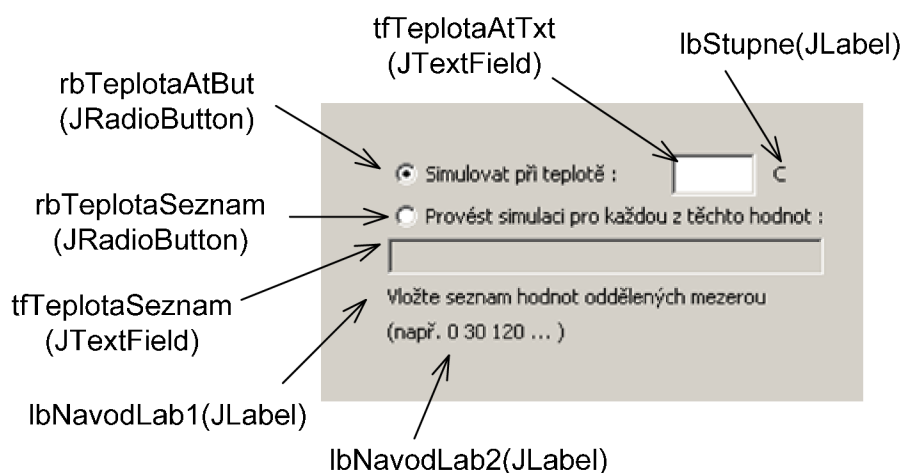 tfTeplotaAtTxt
(JTextField)
lbStupne(JLabel)
rbTeplotaAtBut
(JRadioButton)
Simulovat při teplotě :
C
rbTeplotaSeznam
(JRadioButton)
Provést simulaci pro každou z těchto hodnot :
tfTeplotaSeznam
(JTextField)
Vložte seznam hodnot oddělených mezerou
(např. 0 30 120 ... )
lbNavodLab1(JLabel)
lbNavodLab2(JLabel)